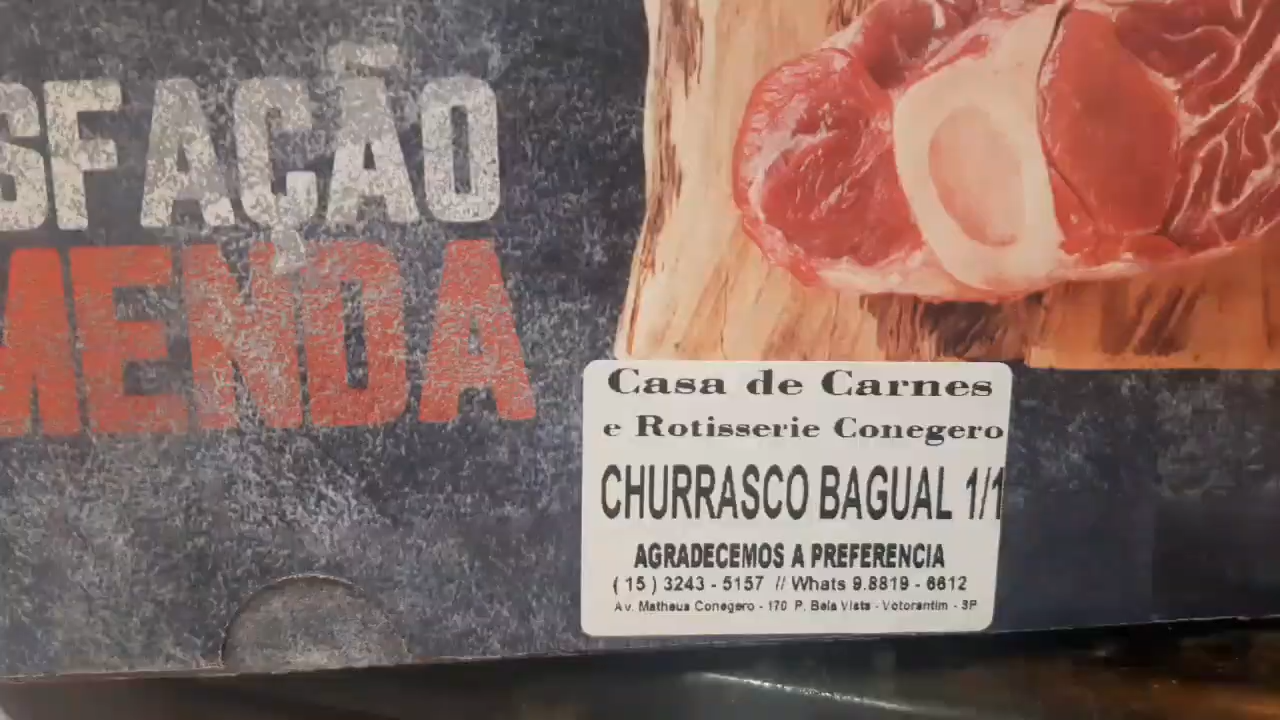 SFAÇÃO
MENDA
Casa de Carnes
e Rotisserie Conegero
CHURRASCO BAGUAL 1/1
AGRADECEMOS A PREFERENCIA
( 15 ) 3243 - 5157 // Whats 9.8819 - 6612
Av. Matheus Conegero - 170 P. Bela Vista - Votorantim - SP